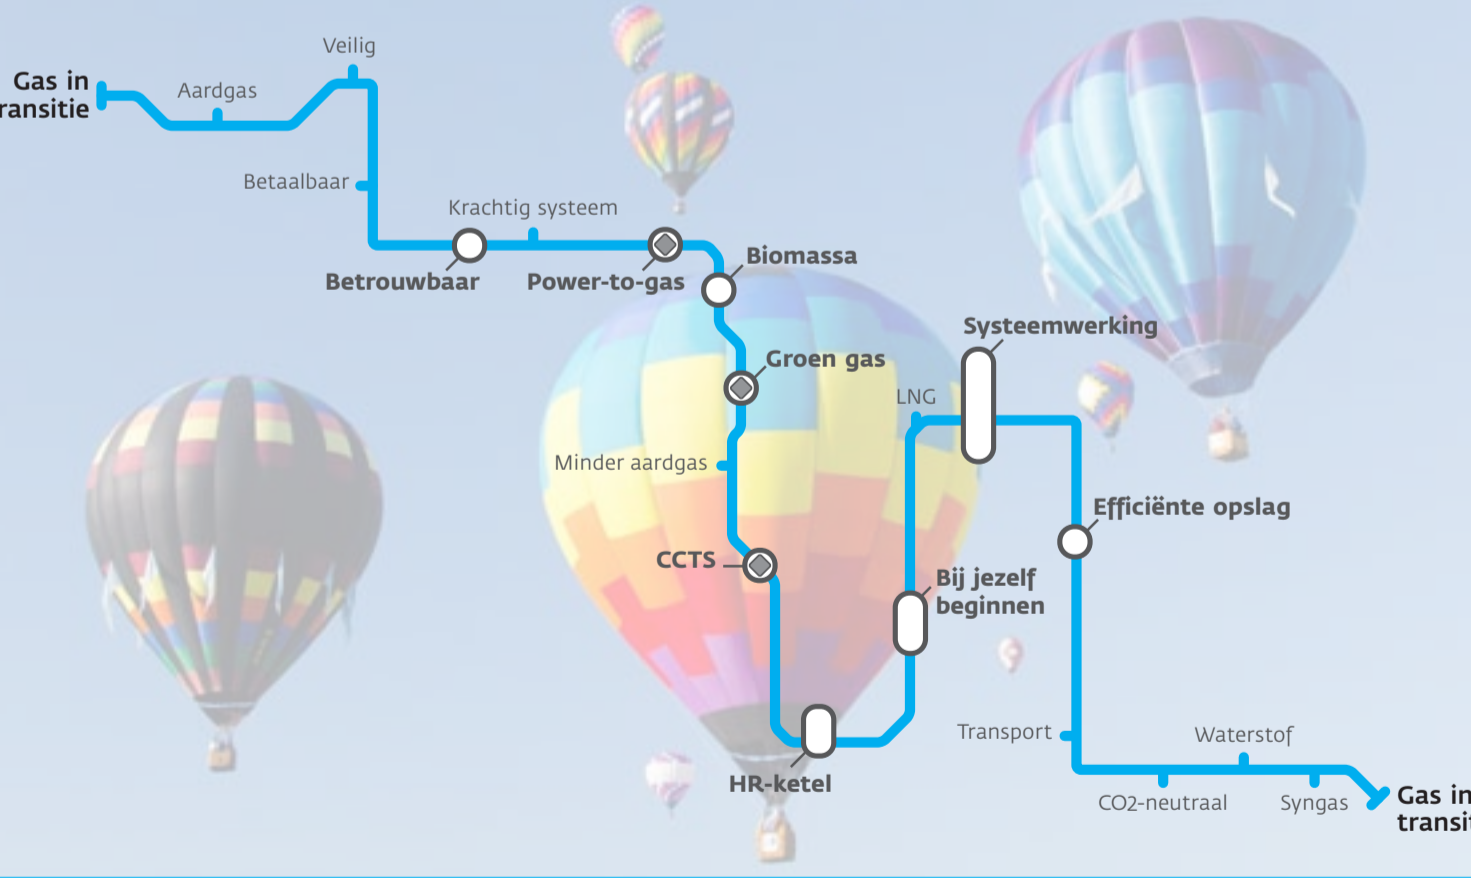 Veilig
Gas in
ransitie
Aardgas
Betaalbaar
Krachtig systeem
Betrouwbaar
Power-to-gas
Biomassa
Groen gas
Systeemwerking
LNG
Minder aardgas
Efficiënte opslag
CCTS
Bij jezelf
beginnen
Transport
Waterstof
HR-ketel
CO2-neutraal
Syngas
Gas in
transit